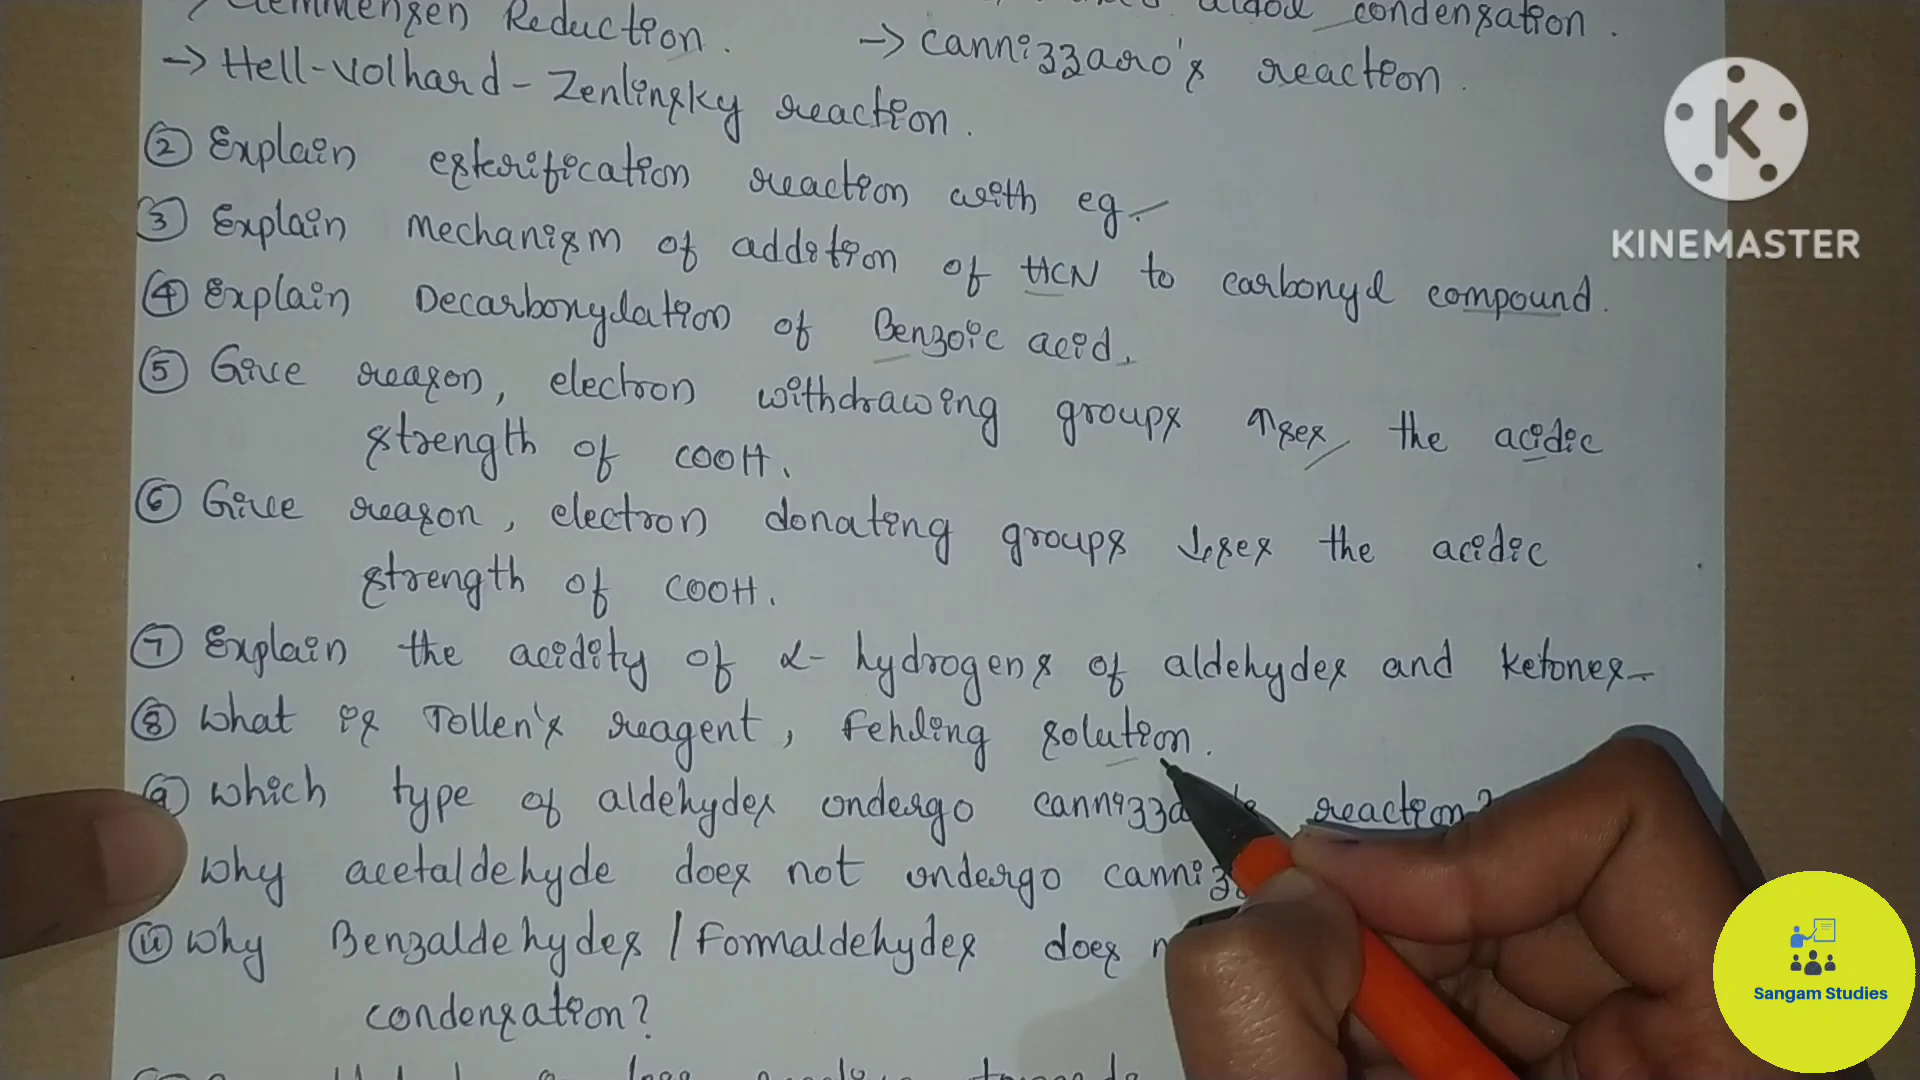 Clemmensen Reduction.
aldol condensation.
→ Hell-Volhard-Zenlinsky reaction.
→ Cannizzaro's reaction.
② Explain esterification reaction with eg.
③ Explain Mechanism of addition of HCN to carbonyl compound.
④ Explain Decarbonylation of Benzoic acid.
⑤ Give reason, electron withdrawing groups ↑ses the acidic
strength of COOH.
⑥ Give reason, electron donating groups ↓ses the acidic
strength of COOH.
⑦ Explain the acidity of α- hydrogens of aldehydes and ketones.
⑧ What is Tollen's reagent, Fehling solution.
⑨ Which type of aldehydes undergo reaction?
Why acetaldehyde does not undergo
⑪ Why Benzaldehydes / Formaldehydes does
condensation?
KINEMASTER
Sangam Studies